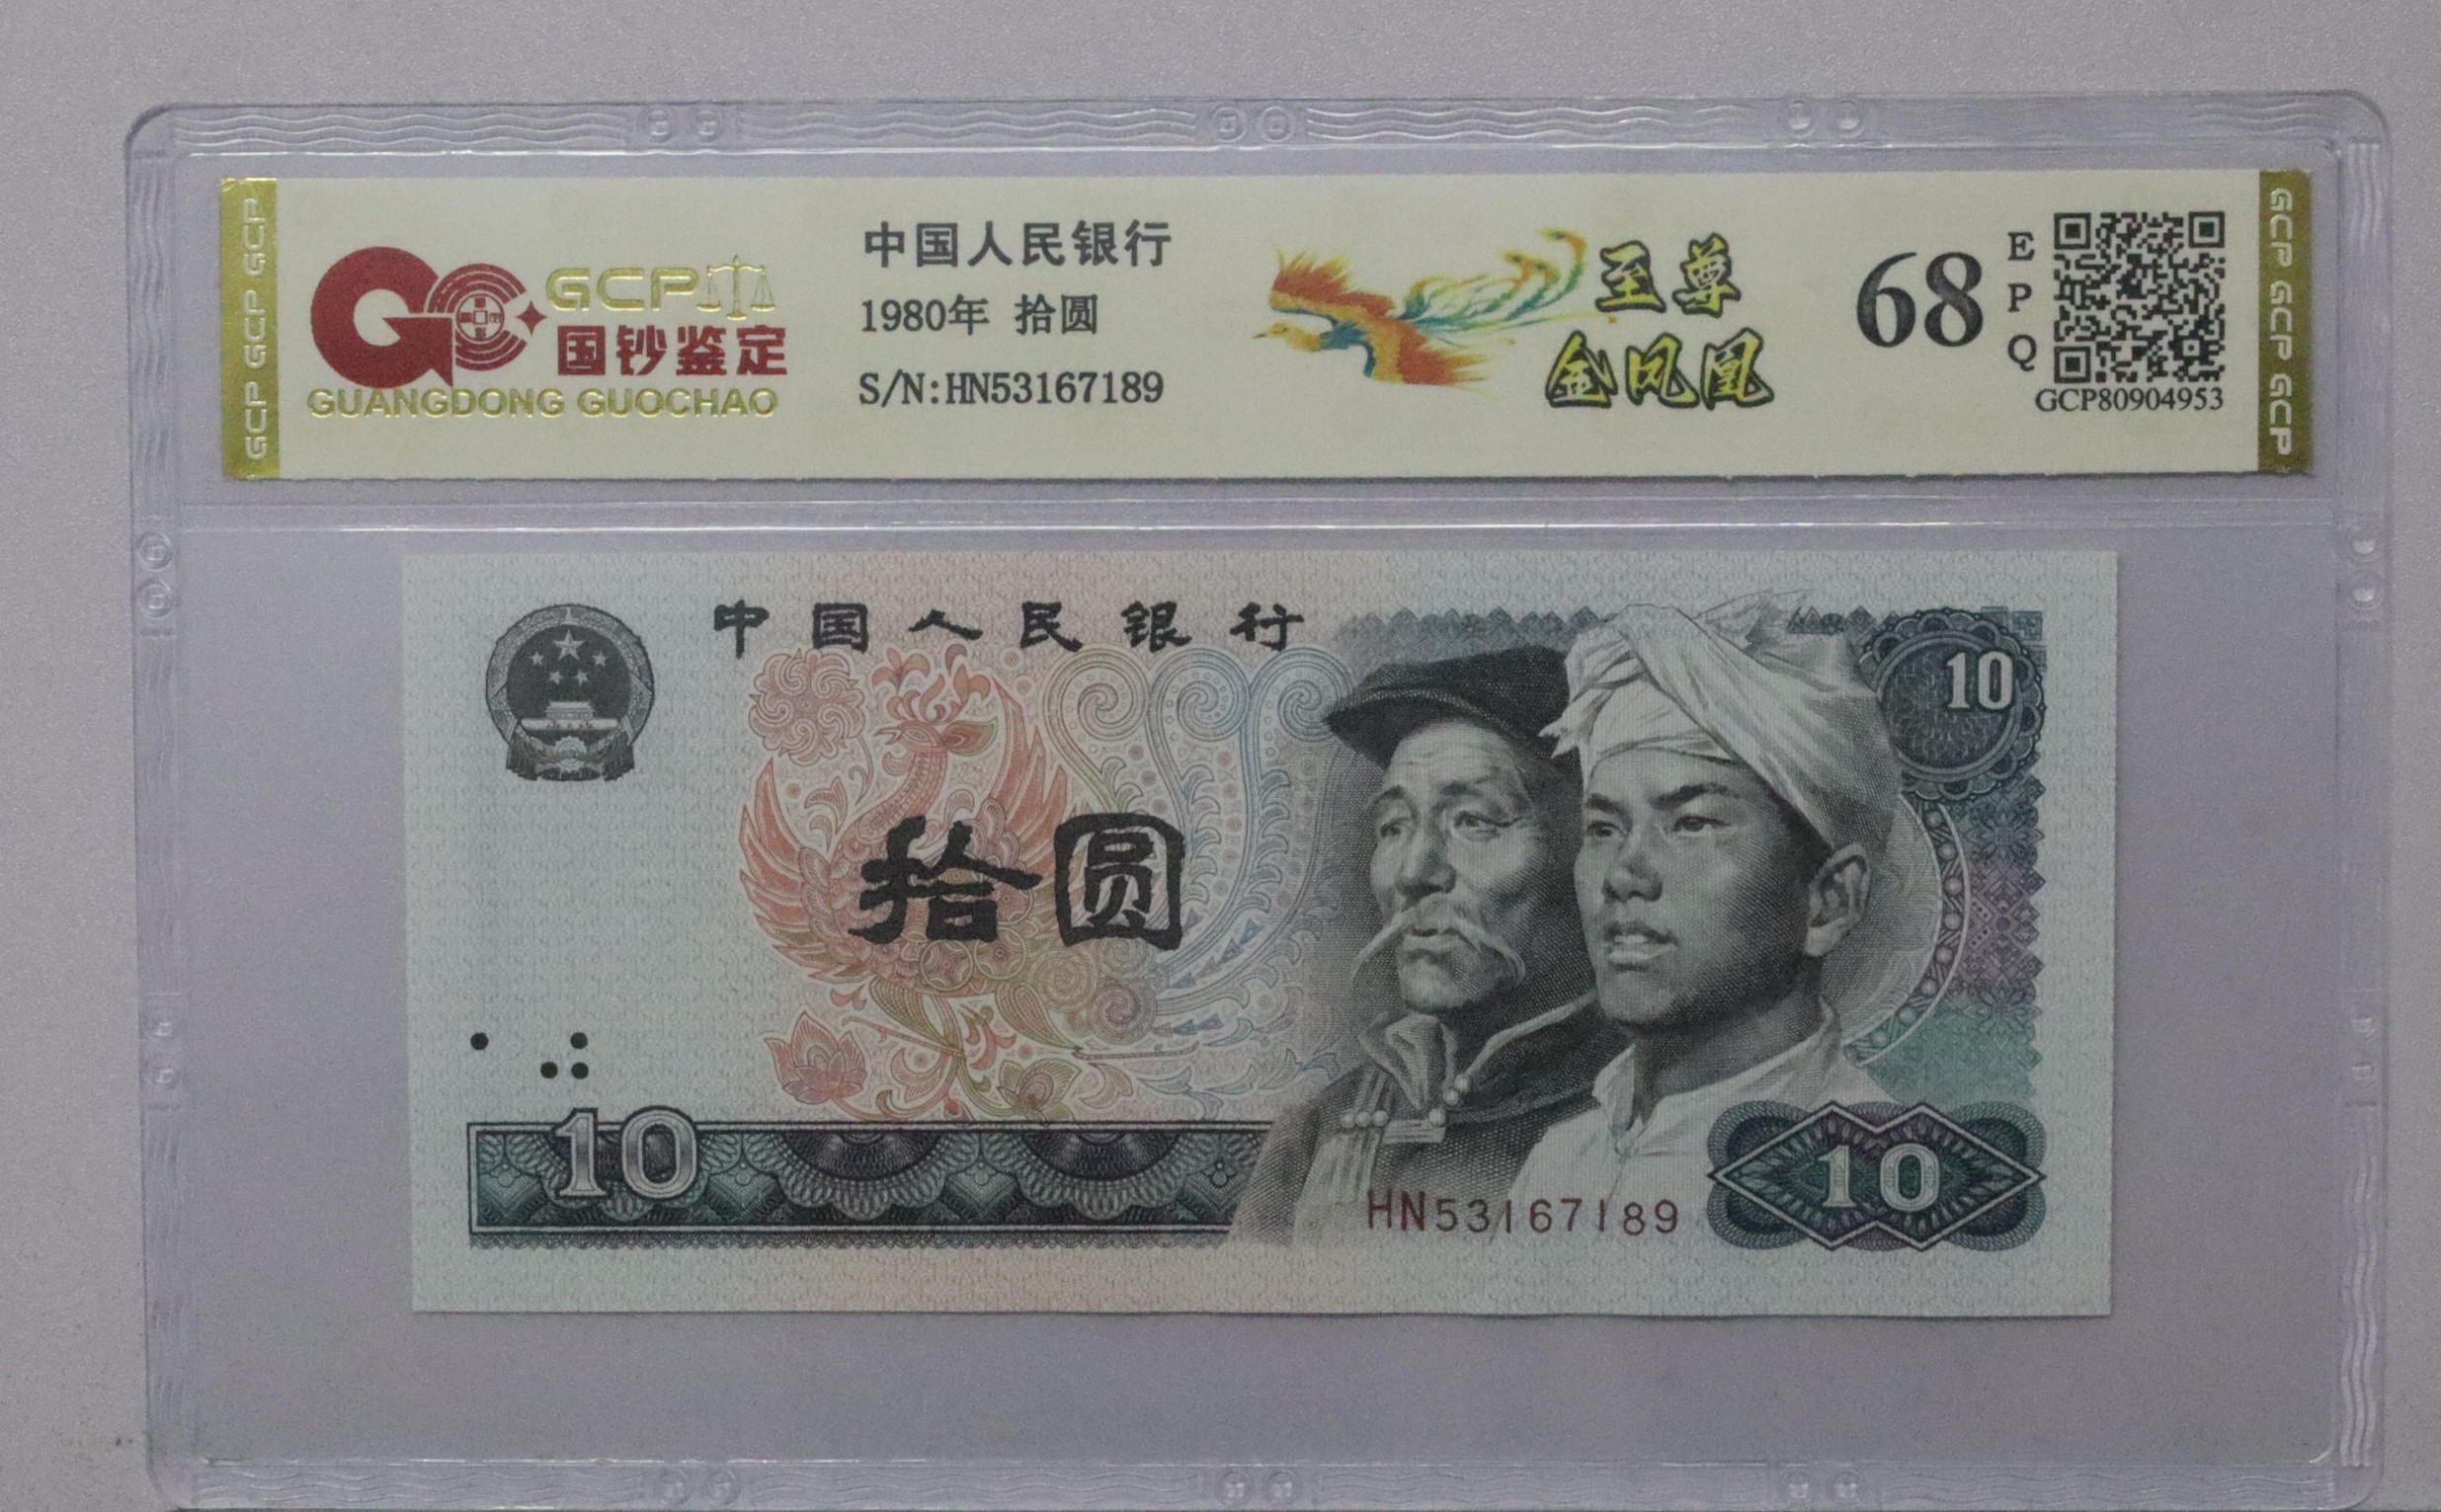 GCP GCP GCP
GCP
国钞鉴定
GUANGDONG GUOCHAO
中国人民银行
1980年 拾圆
S/N:HN53167189
至尊
金凤凰
68
EPQ
GCP80904953
GCP GCP GCP
中国人民银行
10
拾圆
10
HN53167189
10